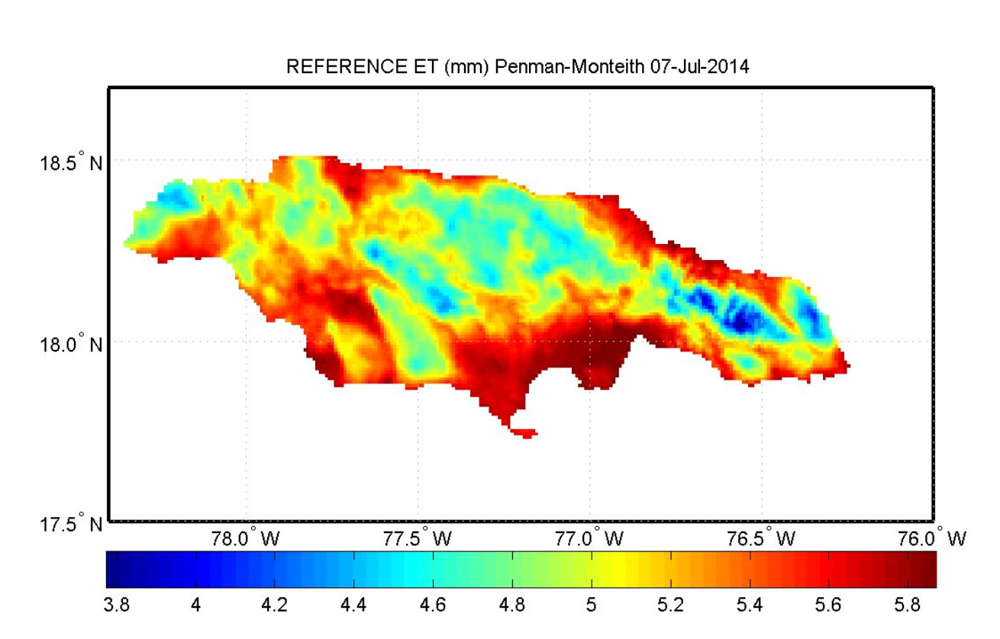 REFERENCE ET (mm) Penman-Monteith 07-Jul-2014
18.5° N
18.0° N
17.5° N
78.0° W 77.5° W 77.0° W 76.5° W 76.0° W
3.8 4 4.2 4.4 4.6 4.8 5 5.2 5.4 5.6 5.8